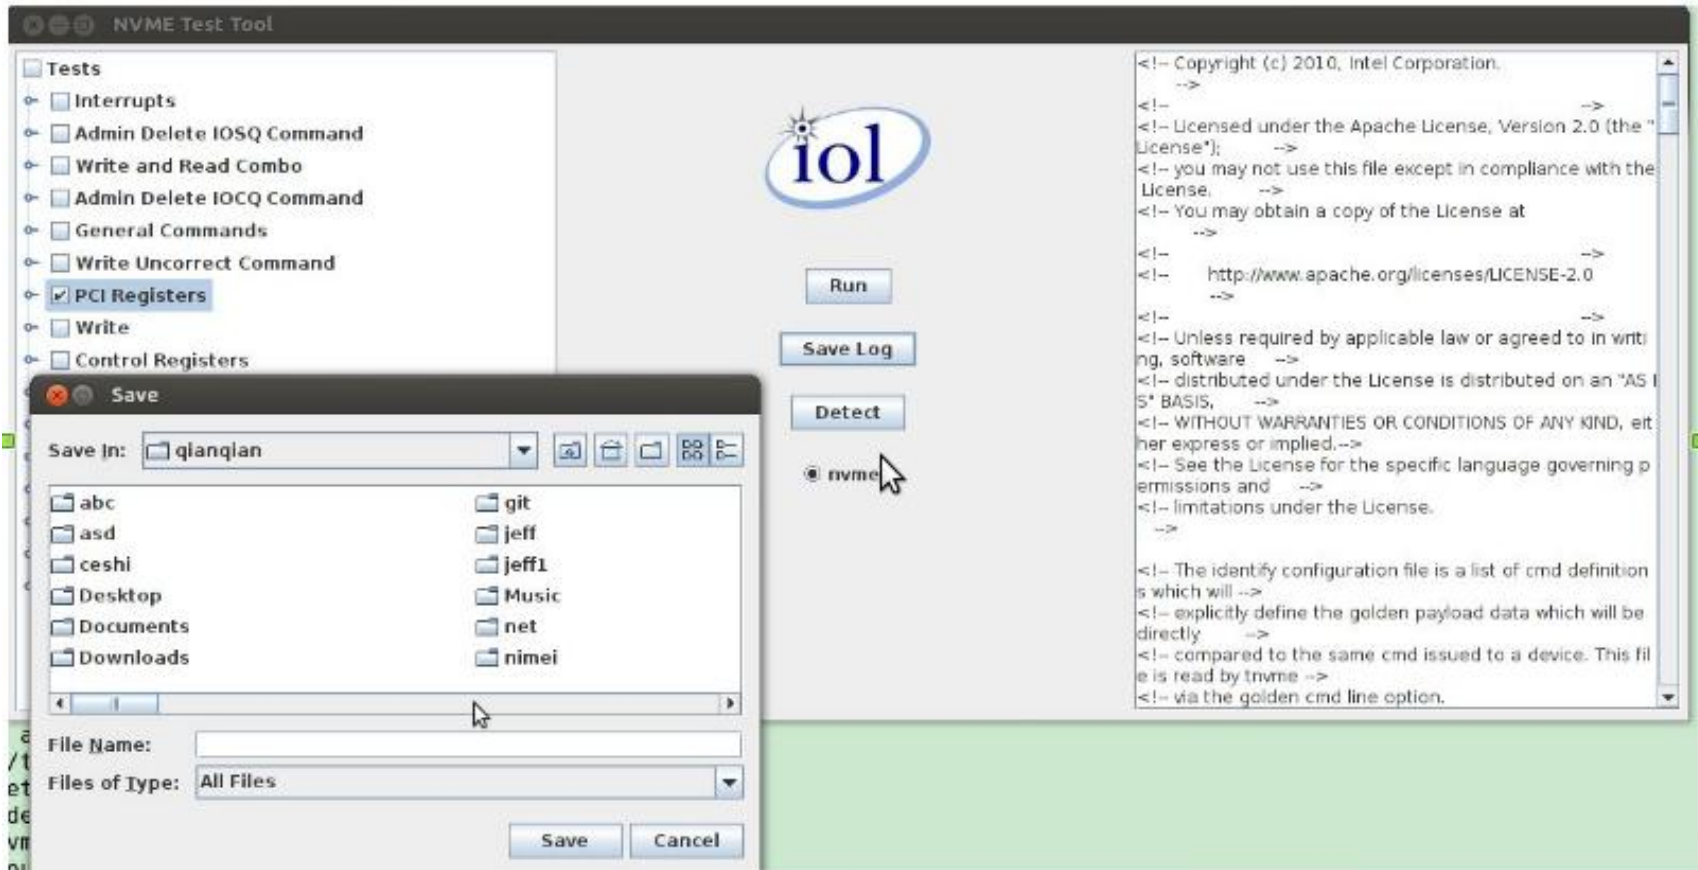 NVME Test Tool
Tests
Interrupts
Admin Delete IOSQ Command
Write and Read Combo
Admin Delete IOCQ Command
General Commands
Write Uncorrect Command
PCI Registers
Write
Control Registers
iol
Run
Save Log
Detect
nvme
<!-- Copyright (c) 2010, Intel Corporation.
-->
<!-- -->
<!-- Licensed under the Apache License, Version 2.0 (the "
License"); -->
<!-- you may not use this file except in compliance with the
License. -->
<!-- You may obtain a copy of the License at
-->
<!-- -->
<!-- http://www.apache.org/licenses/LICENSE-2.0
-->
<!-- -->
<!-- Unless required by applicable law or agreed to in writi
ng, software -->
<!-- distributed under the License is distributed on an "AS I
S" BASIS, -->
<!-- WITHOUT WARRANTIES OR CONDITIONS OF ANY KIND, eit
her express or implied.-->
<!-- See the License for the specific language governing p
ermissions and -->
<!-- limitations under the License.
-->
<!-- The identify configuration file is a list of cmd definition
s which will -->
<!-- explicitly define the golden payload data which will be
directly -->
<!-- compared to the same cmd issued to a device. This fil
e is read by tnvme -->
<!-- via the golden cmd line option.
Save
Save In: qianqian
abc
asd
ceshi
Desktop
Documents
Downloads
git
jeff
jeff1
Music
net
nimei
File Name:
Files of Type: All Files
Save Cancel
/t
et
de